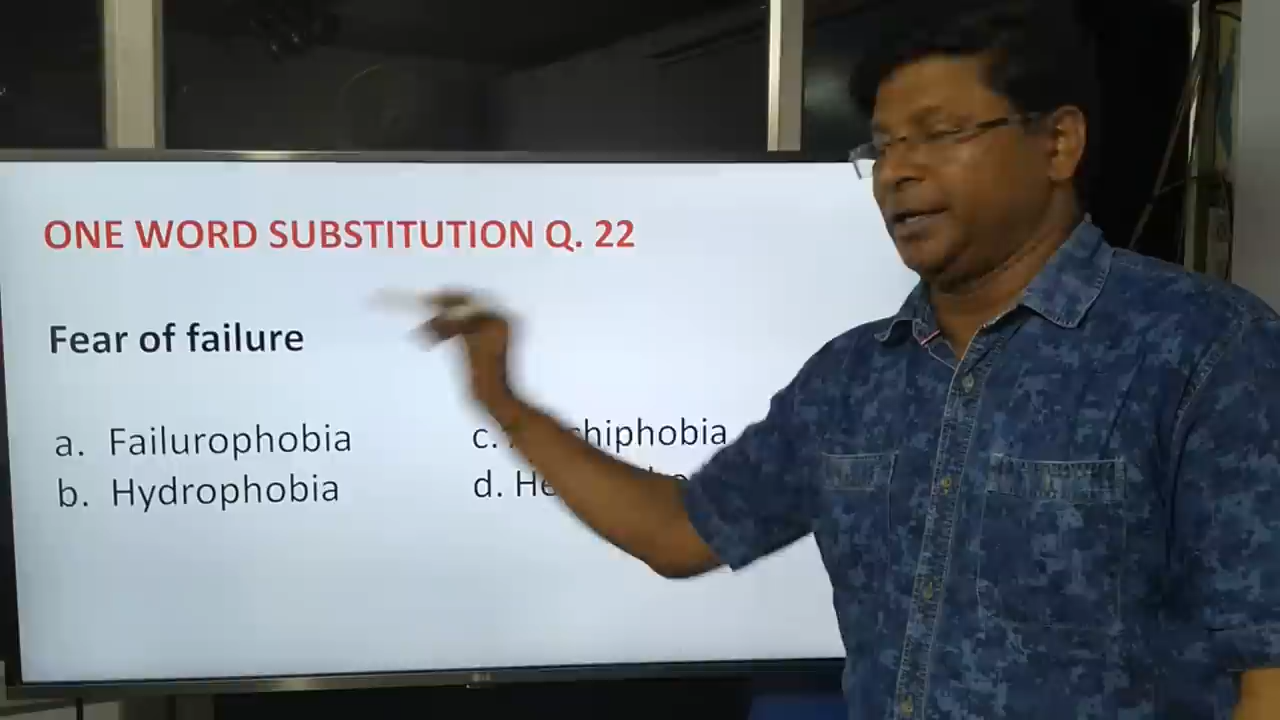 ONE WORD SUBSTITUTION Q. 22
Fear of failure
a. Failurophobia
b. Hydrophobia
c.
d.